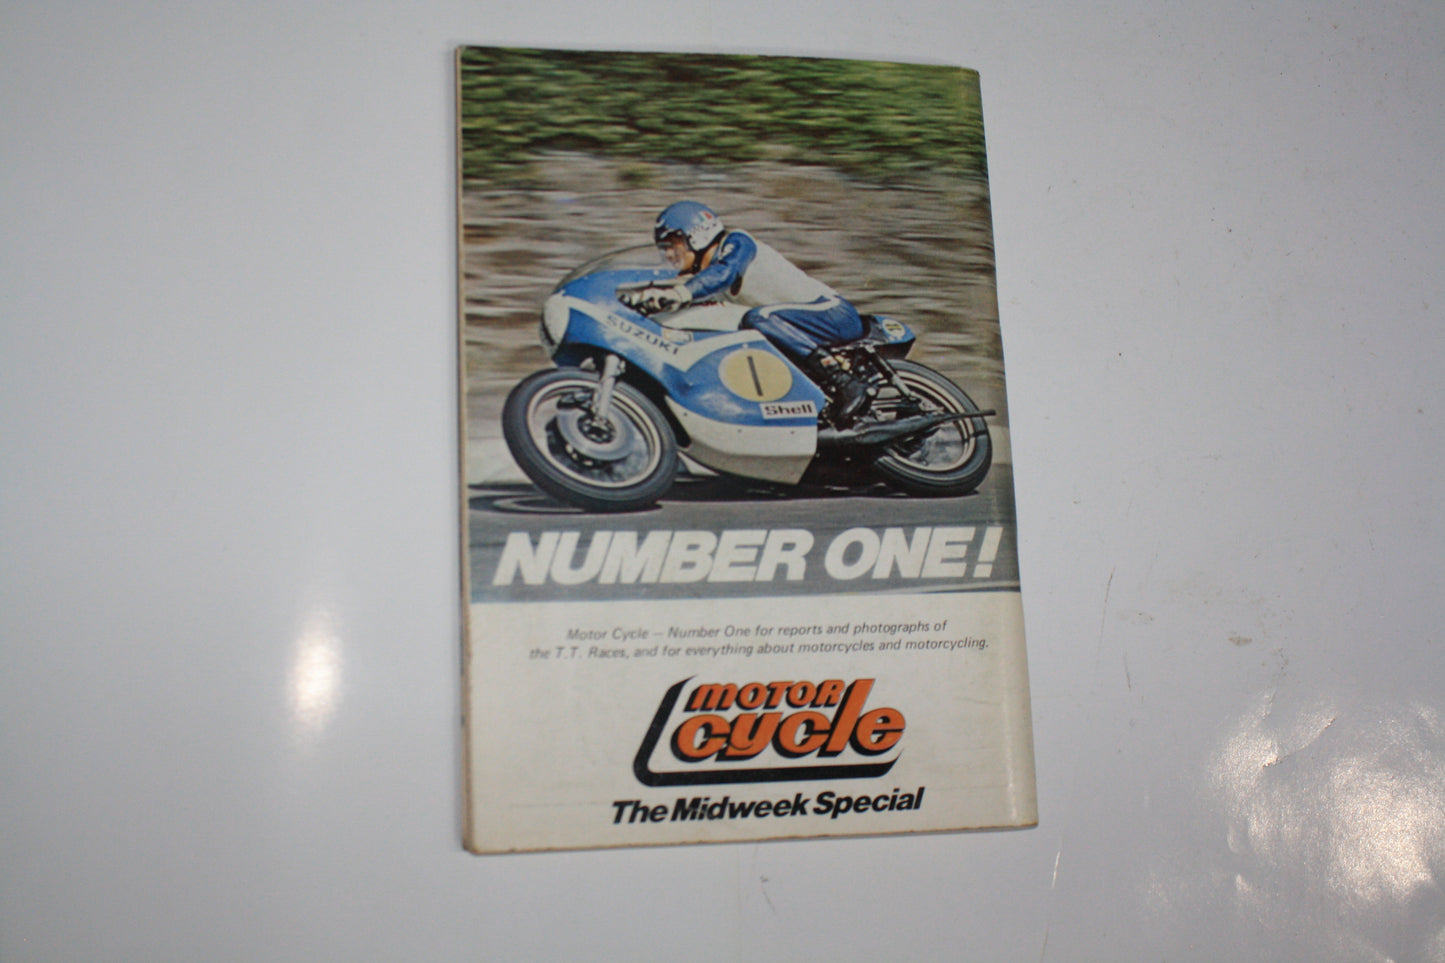 SUZUKI
1
Shell
NUMBER ONE!
Motor Cycle — Number One for reports and photographs of
the T.T. Races, and for everything about motorcycles and motorcycling.
MOTOR
cycle
The Midweek Special